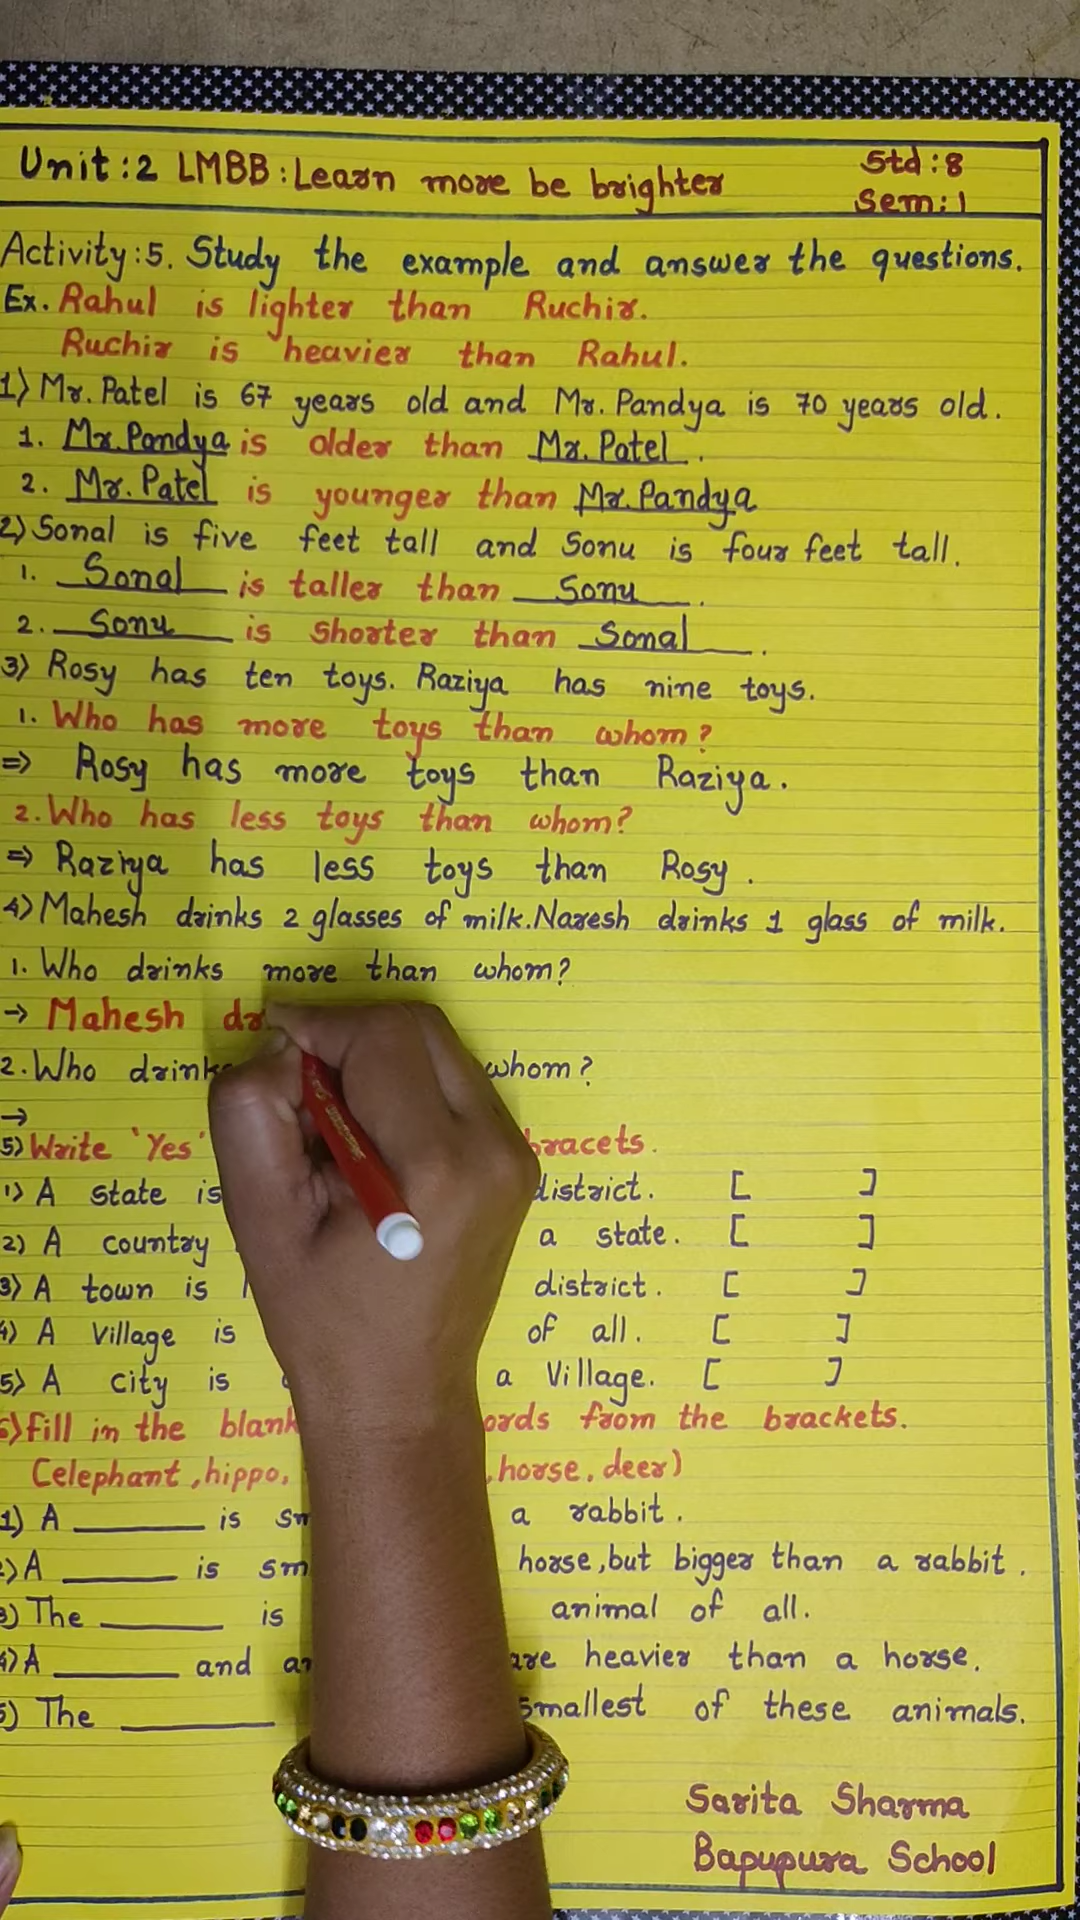 Unit:2 LMBB:Learn more be brighter
Std:8
Sem:1
Activity:5. Study the example and answer the questions.
Ex. Rahul is lighter than Ruchir.
Ruchir is heavier than Rahul.
1) Mr. Patel is 67 years old and Mr. Pandya is 70 years old.
1. Mr. Pandya is older than Mr. Patel.
2. Mr. Patel is younger than Mr. Pandya
2) Sonal is five feet tall and Sonu is four feet tall.
1. Sonal is taller than Sonu.
2. Sonu is shorter than Sonal.
3) Rosy has ten toys. Raziya has nine toys.
1. Who has more toys than whom?
⇒ Rosy has more toys than Raziya.
2. Who has less toys than whom?
⇒ Raziya has less toys than Rosy.
4) Mahesh drinks 2 glasses of milk. Naresh drinks 1 glass of milk.
1. Who drinks more than whom?
→ Mahesh dr
2. Who drinks whom?
→
5) Write 'Yes' bracets.
1) A state is district. [ ]
2) A country a state. [ ]
3) A town is district. [ ]
4) A Village is of all. [ ]
5) A city is a Village. [ ]
6) Fill in the blank ords from the brackets.
(elephant, hippo, , horse, deer)
1) A ______ is sm a rabbit.
2) A ______ is sm horse, but bigger than a rabbit.
3) The ______ is animal of all.
4) A ______ and an are heavier than a horse.
5) The ______ smallest of these animals.
Sarita Sharma
Bapupura School